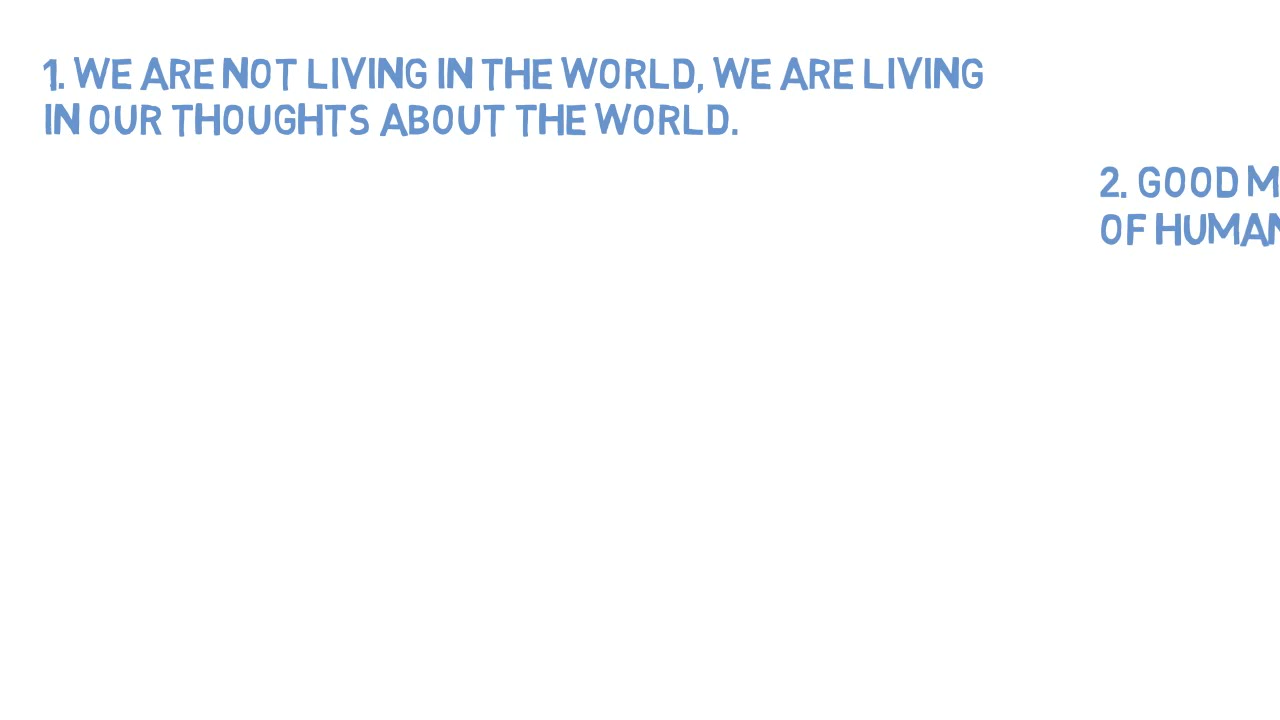 1. WE ARE NOT LIVING IN THE WORLD, WE ARE LIVING
IN OUR THOUGHTS ABOUT THE WORLD.
2. GOOD
OF